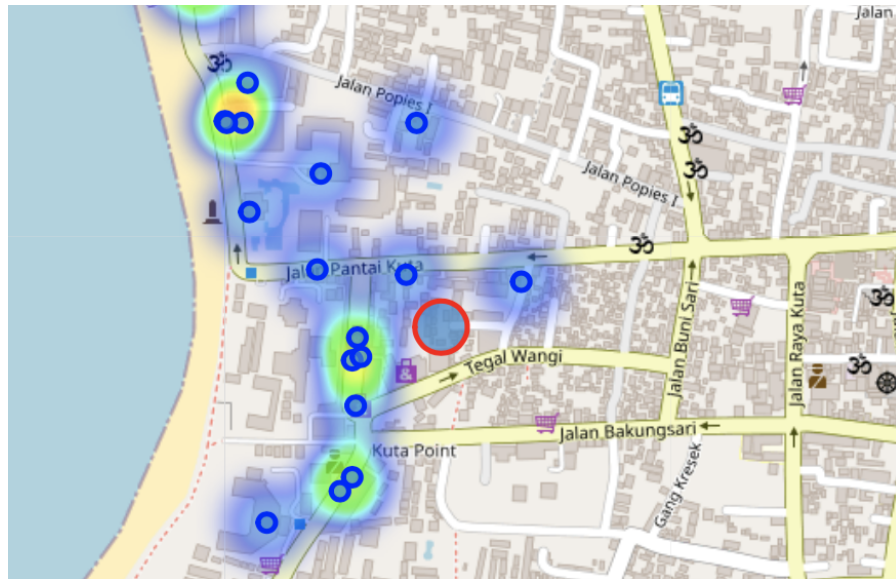 Jalan
Jalan Popies I
Jalan Popies I
Jalan Pantai Kuta
Jalan Buni Sari
Jalan Raya Kuta
Tegal Wangi
Jalan Bakungsari
Kuta Point
Gang Kresek
ॐ
ॐ
ॐ
ॐ
ॐ
ॐ
&